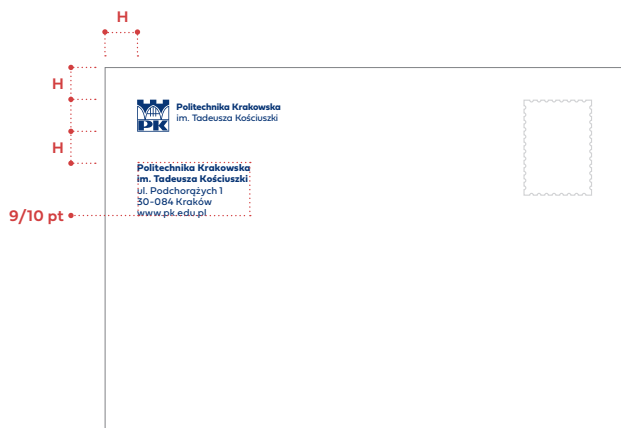 H
H
Politechnika Krakowska
im. Tadeusza Kościuszki
PK
H
Politechnika Krakowska
im. Tadeusza Kościuszki
ul. Podchorążych 1
30-084 Kraków
www.pk.edu.pl
9/10 pt